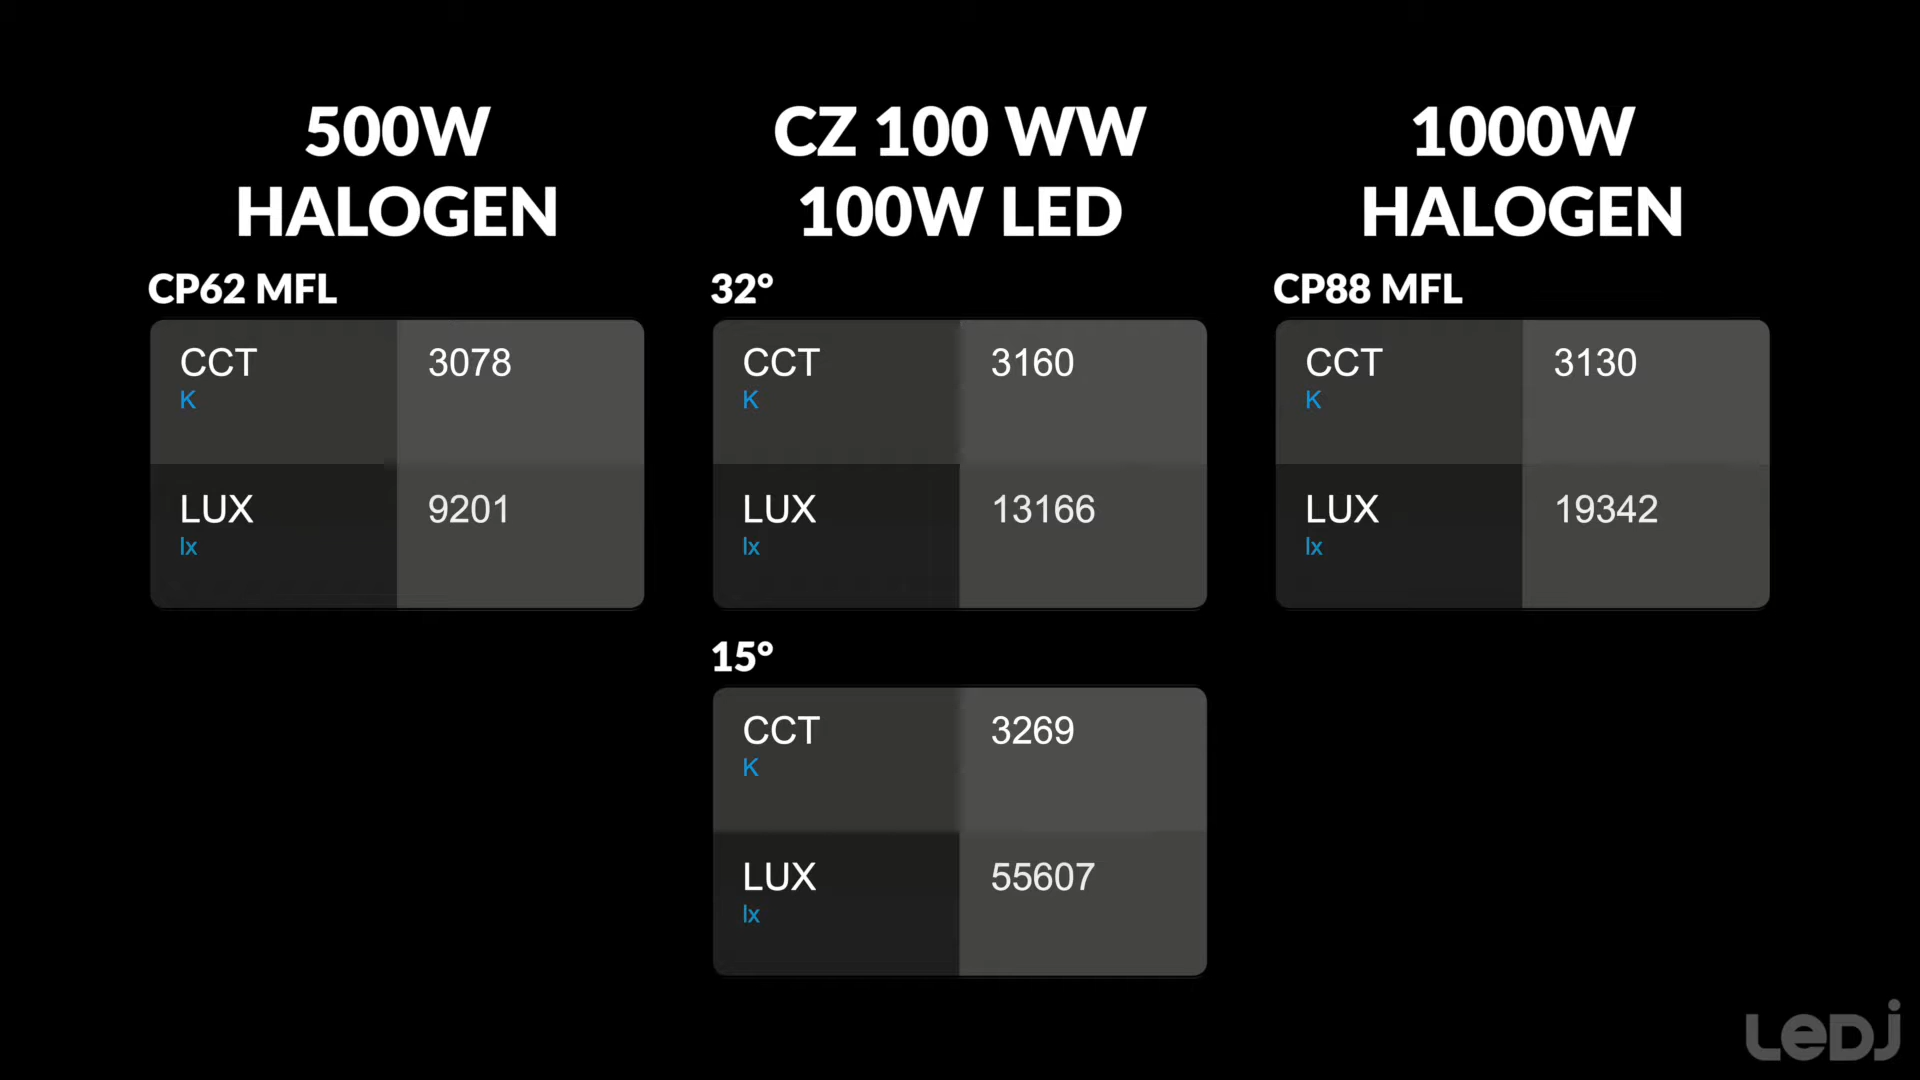 500W
HALOGEN
CP62 MFL
CCT 3078
K
LUX 9201
lx
CZ 100 WW
100W LED
32°
CCT 3160
K
LUX 13166
lx
15°
CCT 3269
K
LUX 55607
lx
1000W
HALOGEN
CP88 MFL
CCT 3130
K
LUX 19342
lx
LEDJ